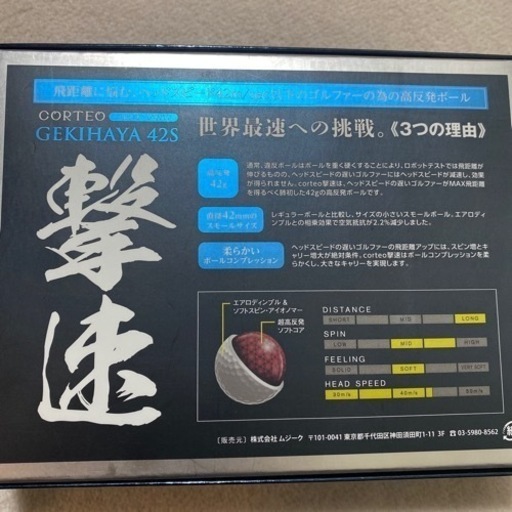 飛距離に悩む、
ゴルファーの為の高反発ボール
CORTEO
GEKIHAYA 42S
世界最速への挑戦。《3つの理由》
撃速
42g
通常、高反発ボールはボールを重く硬くすることにより、ロボットテストでは飛距離が
伸びるものの、ヘッドスピードの遅いゴルファーにはヘッドスピードが減速し、効果
が得られません。corteo撃速は、ヘッドスピードの遅いゴルファーがMAX飛距離
を得るべく師初した42gの高反発ボールです。
直径42mmの
スモールサイズ
レギュラーボールと比較し、サイズの小さいスモールボール。エアロディ
ンプルとの相乗効果で空気抵抗が2.2%減少しました。
柔らかい
ボールコンプレッション
ヘッドスピードの遅いゴルファーの飛距離アップには、スピン増とキ
ャリー増大が絶対条件。corteo撃速はボールコンプレションを柔
らかくし、大きなキャリーを実現します。
エアロディンプル &
ソフトスピン・アイオノマー
超高反発
ソフトコア
DISTANCE
SHORT MID LONG
SPIN
LOW MID HIGH
FEELING
SOLID SOFT VERY SOFT
HEAD SPEED
30m/s 40m/s 50m/s
〔販売元〕株式会社 ムジーク 〒101-0041 東京都千代田区神田須田町1-11 3F ☎03-5980-8562